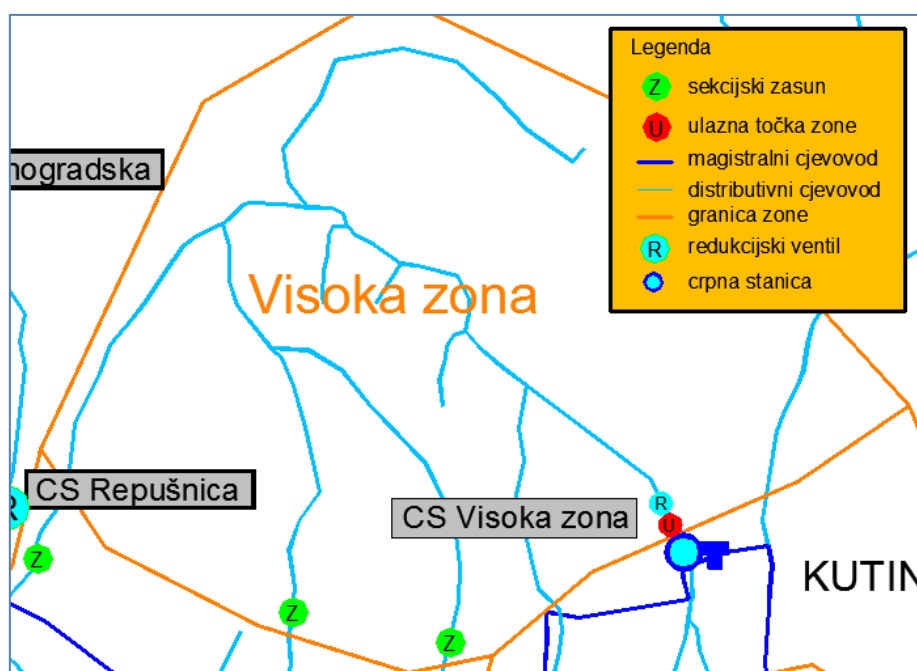 Legenda
Z sekcijski zasun
U ulazna točka zone
magistralni cjevovod
distributivni cjevovod
granica zone
R redukcijski ventil
crpna stanica
nogradska
Visoka zona
R
CS Repušnica
CS Visoka zona
R
U
Z
KUTIN
Z
Z